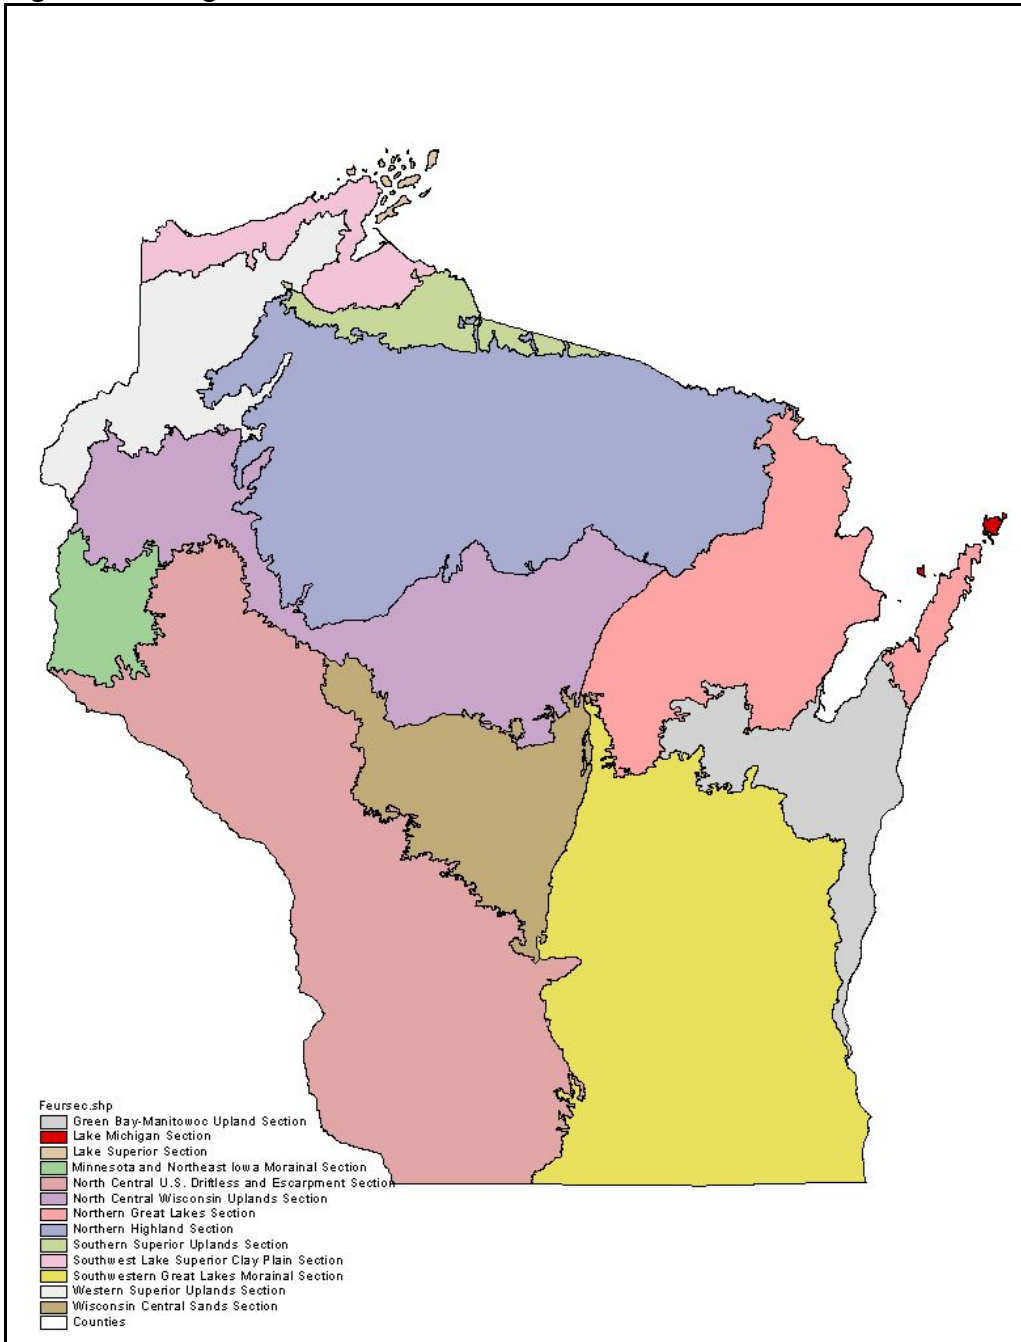 Feursec.shp
Green Bay-Manitowoc Upland Section
Lake Michigan Section
Lake Superior Section
Minnesota and Northeast Iowa Morainal Section
North Central U.S. Driftless and Escarpment Section
North Central Wisconsin Uplands Section
Northern Great Lakes Section
Northern Highland Section
Southern Superior Uplands Section
Southwest Lake Superior Clay Plain Section
Southwestern Great Lakes Morainal Section
Western Superior Uplands Section
Wisconsin Central Sands Section
Counties